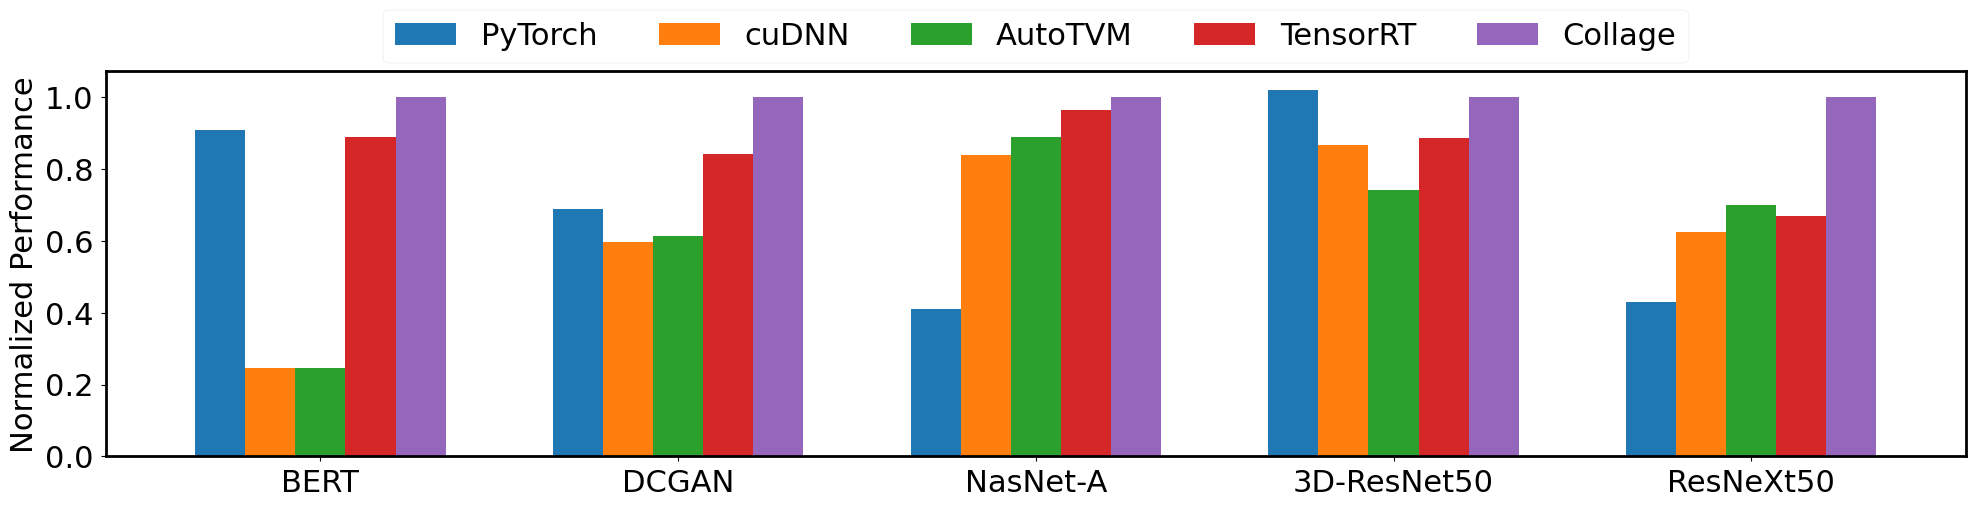 PyTorch cuDNN AutoTVM TensorRT Collage
Normalized Performance
1.0
0.8
0.6
0.4
0.2
0.0
BERT DCGAN NasNet-A 3D-ResNet50 ResNeXt50